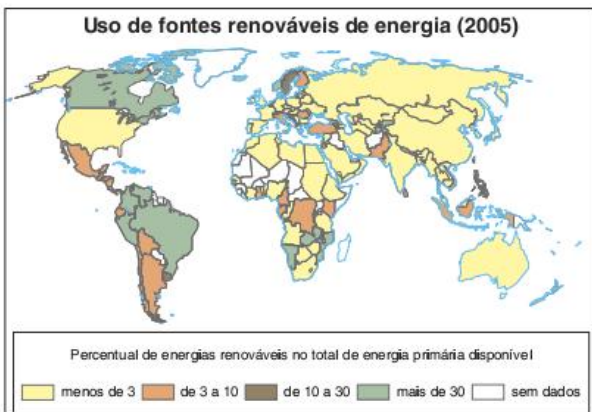 Uso de fontes renováveis de energia (2005)
Percentual de energias renováveis no total de energia primária disponível
menos de 3 de 3 a 10 de 10 a 30 mais de 30 sem dados